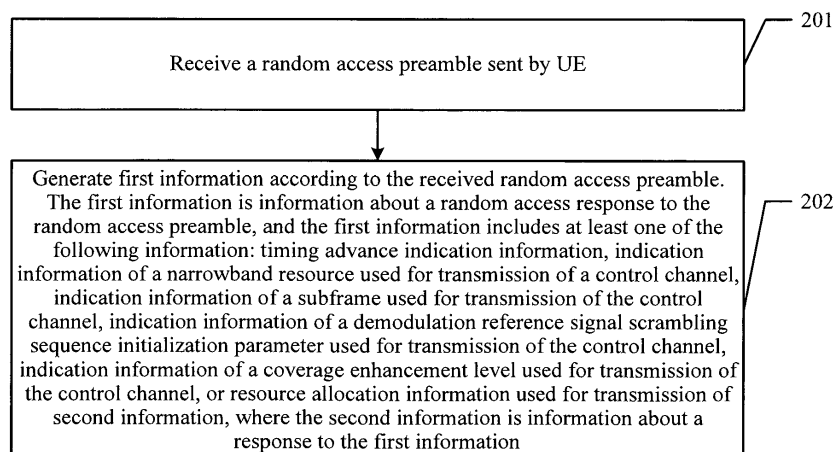 201
Receive a random access preamble sent by UE
Generate first information according to the received random access preamble.
The first information is information about a random access response to the
random access preamble, and the first information includes at least one of the
following information: timing advance indication information, indication
information of a narrowband resource used for transmission of a control channel,
indication information of a subframe used for transmission of the control
channel, indication information of a demodulation reference signal scrambling
sequence initialization parameter used for transmission of the control channel,
indication information of a coverage enhancement level used for transmission of
the control channel, or resource allocation information used for transmission of
second information, where the second information is information about a
response to the first information
202